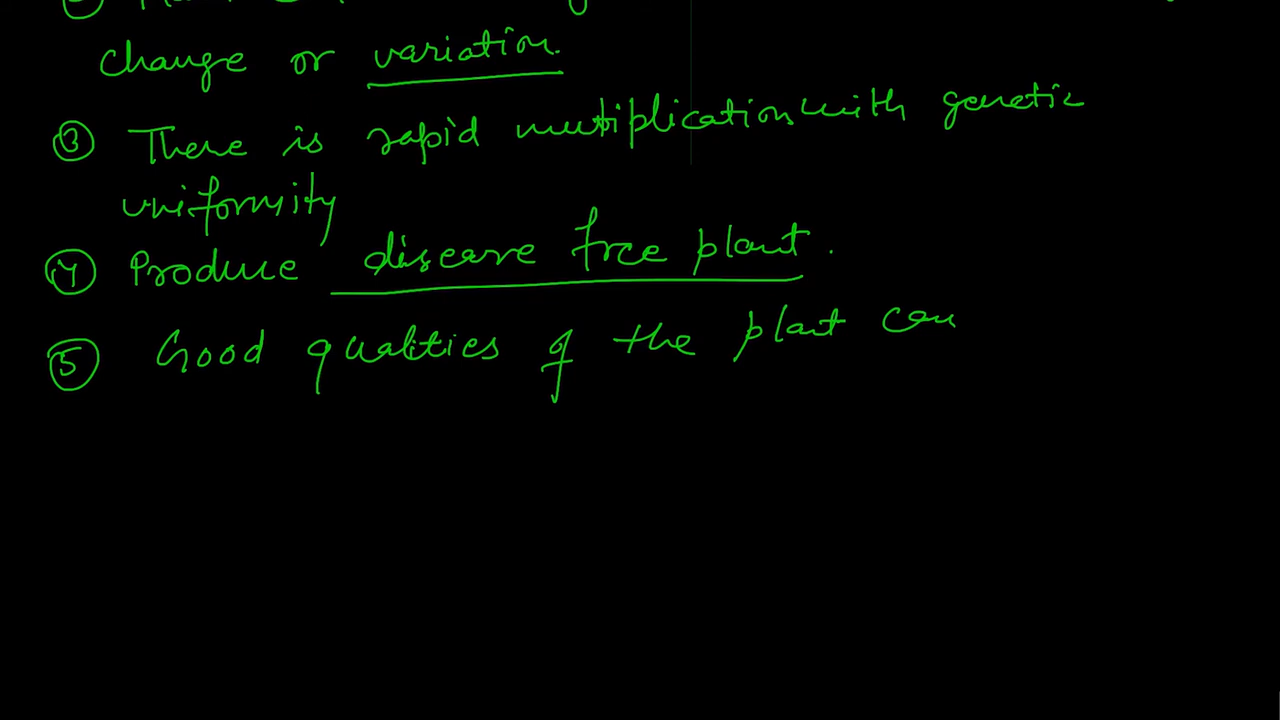 change or variation.
③ There is rapid multiplication with genetic
uniformity
④ Produce disease free plant.
⑤ Good qualities of the plant can